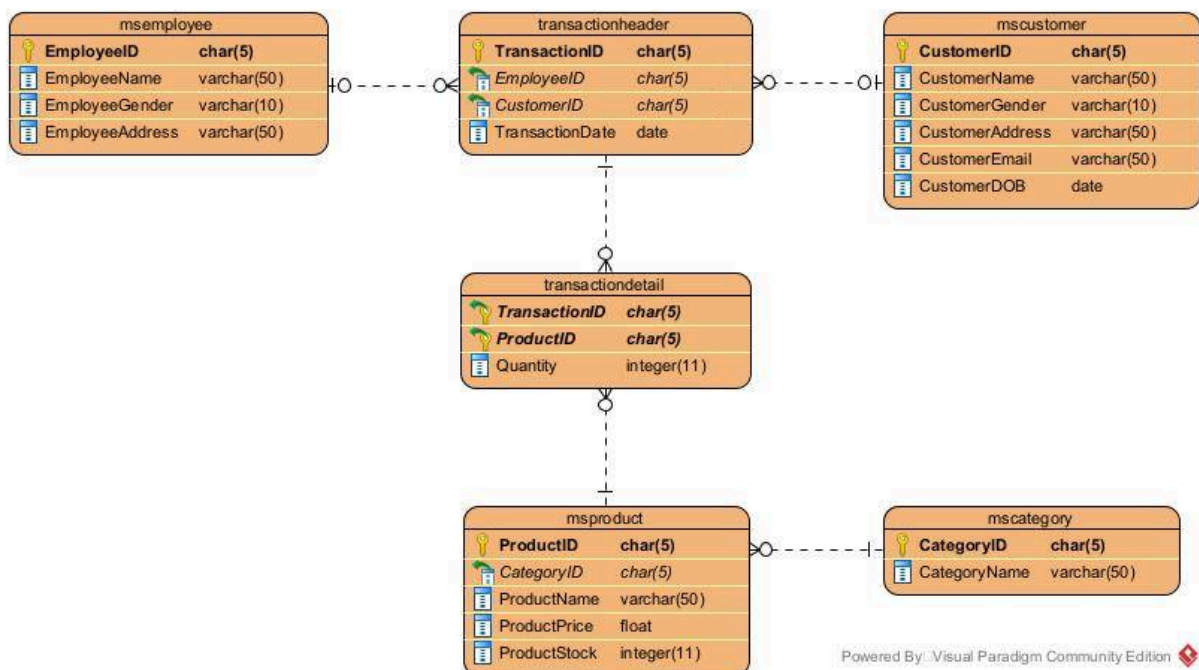 msemployee
EmployeeID char(5)
EmployeeName varchar(50)
EmployeeGender varchar(10)
EmployeeAddress varchar(50)
transactionheader
TransactionID char(5)
EmployeeID char(5)
CustomerID char(5)
TransactionDate date
mscustomer
CustomerID char(5)
CustomerName varchar(50)
CustomerGender varchar(10)
CustomerAddress varchar(50)
CustomerEmail varchar(50)
CustomerDOB date
transactiondetail
TransactionID char(5)
ProductID char(5)
Quantity integer(11)
msproduct
ProductID char(5)
CategoryID char(5)
ProductName varchar(50)
ProductPrice float
ProductStock integer(11)
mscategory
CategoryID char(5)
CategoryName varchar(50)
Powered By Visual Paradigm Community Edition